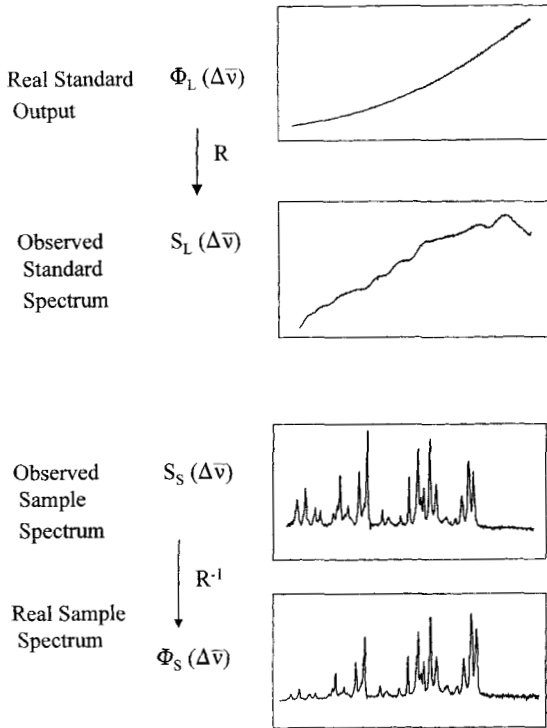 Real Standard Φ_L (Δν̄)
Output
R
Observed S_L (Δν̄)
Standard
Spectrum
Observed S_S (Δν̄)
Sample
Spectrum
R⁻¹
Real Sample
Spectrum
Φ_S (Δν̄)